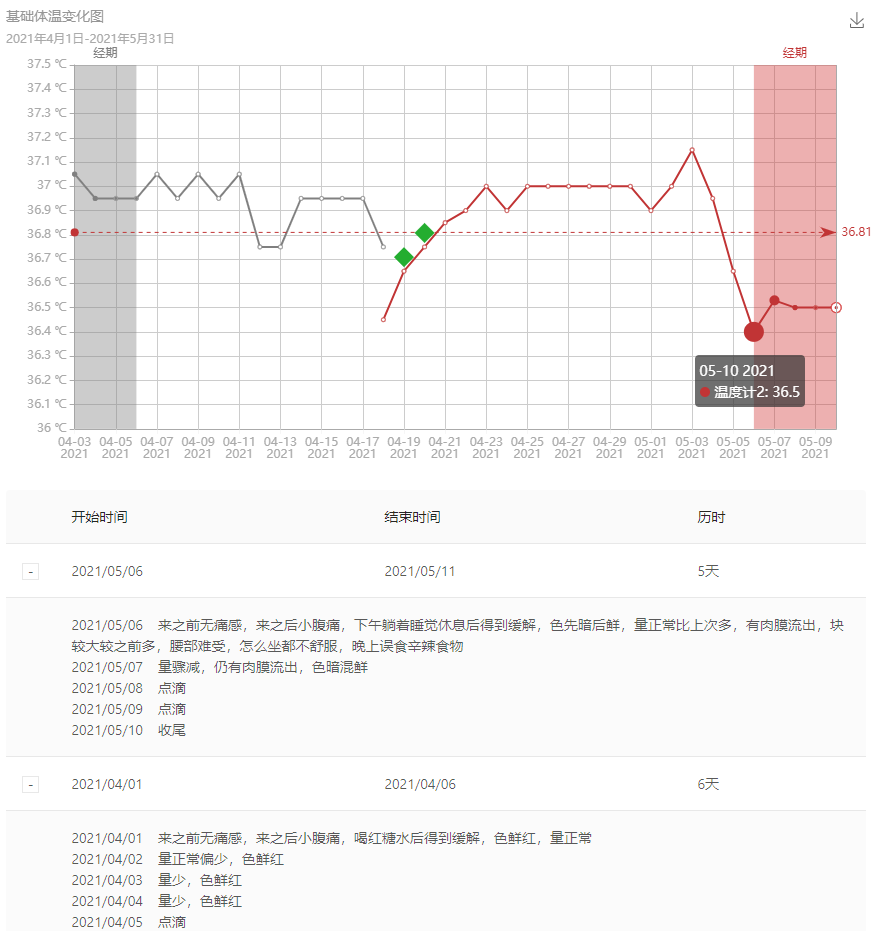 基础体温变化图
2021年4月1日-2021年5月31日
经期
经期
37.5 ℃
37.4 ℃
37.3 ℃
37.2 ℃
37.1 ℃
37 ℃
36.9 ℃
36.8 ℃
36.81
36.7 ℃
36.6 ℃
36.5 ℃
36.4 ℃
36.3 ℃
36.2 ℃
36.1 ℃
36 ℃
05-10 2021
温度计2: 36.5
04-03 04-05 04-07 04-09 04-11 04-13 04-15 04-17 04-19 04-21 04-23 04-25 04-27 04-29 05-01 05-03 05-05 05-07 05-09
2021 2021 2021 2021 2021 2021 2021 2021 2021 2021 2021 2021 2021 2021 2021 2021 2021 2021 2021
开始时间 结束时间 历时
- 2021/05/06 2021/05/11 5天
2021/05/06 来之前无痛感，来之后小腹痛，下午躺着睡觉休息后得到缓解，色先暗后鲜，量正常比上次多，有肉膜流出，块
较大较之前多，腰部难受，怎么坐都不舒服，晚上误食辛辣食物
2021/05/07 量骤减，仍有肉膜流出，色暗混鲜
2021/05/08 点滴
2021/05/09 点滴
2021/05/10 收尾
- 2021/04/01 2021/04/06 6天
2021/04/01 来之前无痛感，来之后小腹痛，喝红糖水后得到缓解，色鲜红，量正常
2021/04/02 量正常偏少，色鲜红
2021/04/03 量少，色鲜红
2021/04/04 量少，色鲜红
2021/04/05 点滴